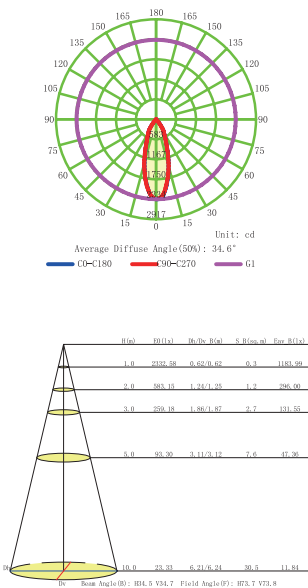 180
165 165
150 150
135 135
120 120
105 105
90 90
75 75
60 60
45 45
30 30
15 15
0
583
1167
1750
2334
2917
Unit: cd
Average Diffuse Angle(50%): 34.6°
C0-C180 C90-C270 G1
H(m) E0(lx) Dh/Dv B(m) S B(sq.m) Eav B(lx)
1.0 2332.58 0.62/0.62 0.3 1183.99
2.0 583.15 1.24/1.25 1.2 296.00
3.0 259.18 1.86/1.87 2.7 131.55
5.0 93.30 3.11/3.12 7.6 47.36
Dh 10.0 23.33 6.21/6.24 30.5 11.84
Dv Beam Angle(B): H34.5 V34.7 Field Angle(F): H73.7 V73.8